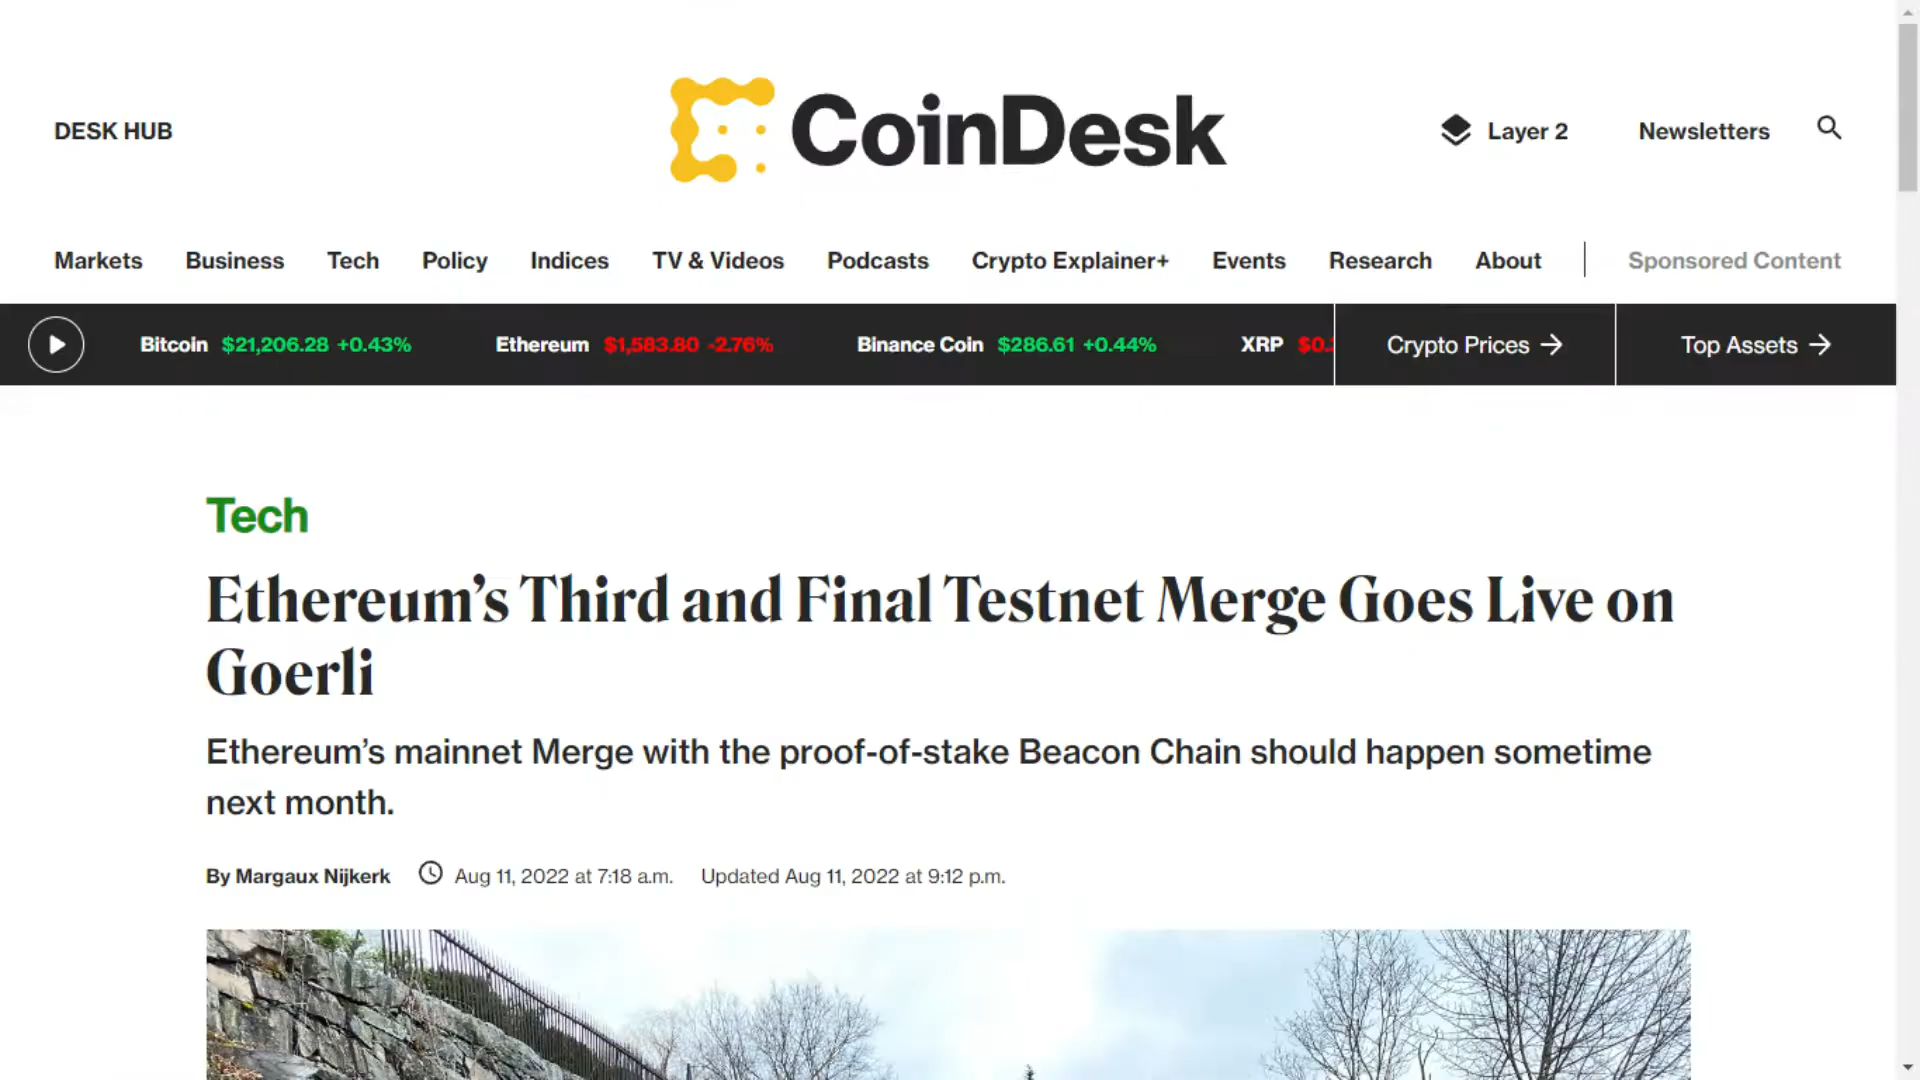 DESK HUB
CoinDesk
Layer 2
Newsletters
Markets Business Tech Policy Indices TV & Videos Podcasts Crypto Explainer+ Events Research About Sponsored Content
Bitcoin $21,206.28 +0.43% Ethereum $1,583.80 -2.76% Binance Coin $286.61 +0.44% XRP $0. Crypto Prices → Top Assets →
Tech
Ethereum’s Third and Final Testnet Merge Goes Live on
Goerli
Ethereum’s mainnet Merge with the proof-of-stake Beacon Chain should happen sometime
next month.
By Margaux Nijkerk Aug 11, 2022 at 7:18 a.m. Updated Aug 11, 2022 at 9:12 p.m.